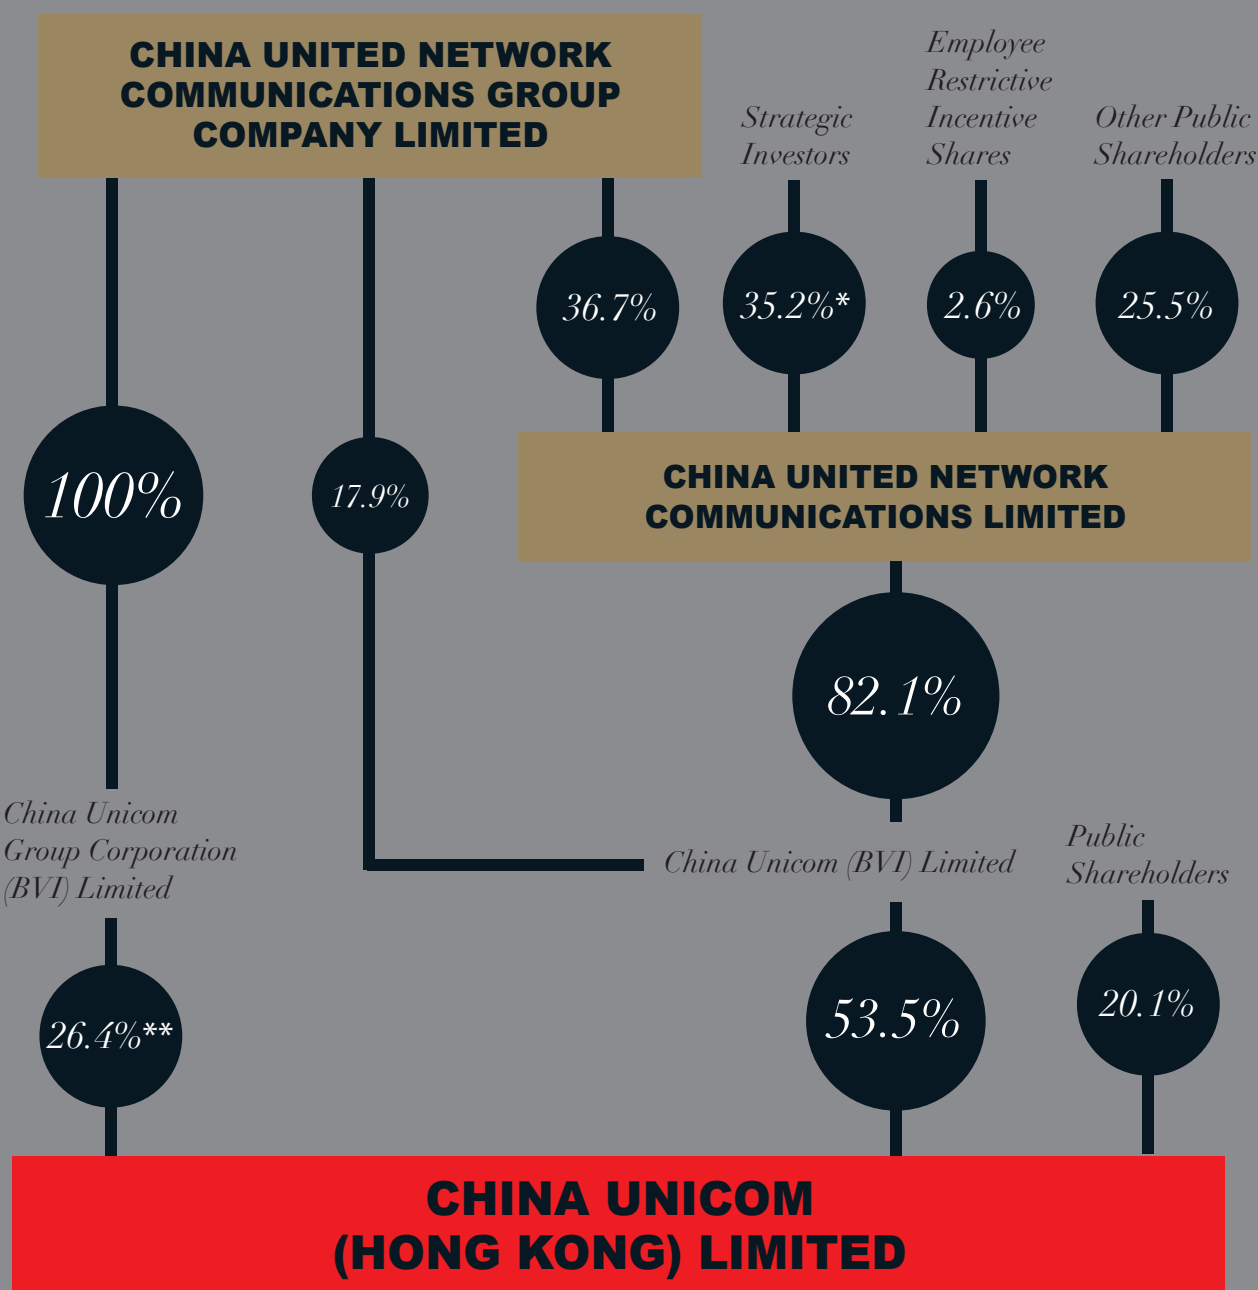 CHINA UNITED NETWORK
COMMUNICATIONS GROUP
COMPANY LIMITED
Strategic
Investors
Employee
Restrictive
Incentive
Shares
Other Public
Shareholders
36.7%
35.2%*
2.6%
25.5%
100%
17.9%
CHINA UNITED NETWORK
COMMUNICATIONS LIMITED
82.1%
China Unicom
Group Corporation
(BVI) Limited
China Unicom (BVI) Limited
Public
Shareholders
26.4%**
53.5%
20.1%
CHINA UNICOM
(HONG KONG) LIMITED